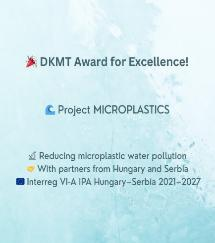 🎉 DKMT Award for Excellence!
🌊 Project MICROPLASTICS
🔬 Reducing microplastic water pollution
🤝 With partners from Hungary and Serbia
🇪🇺 Interreg VI-A IPA Hungary–Serbia 2021–2027